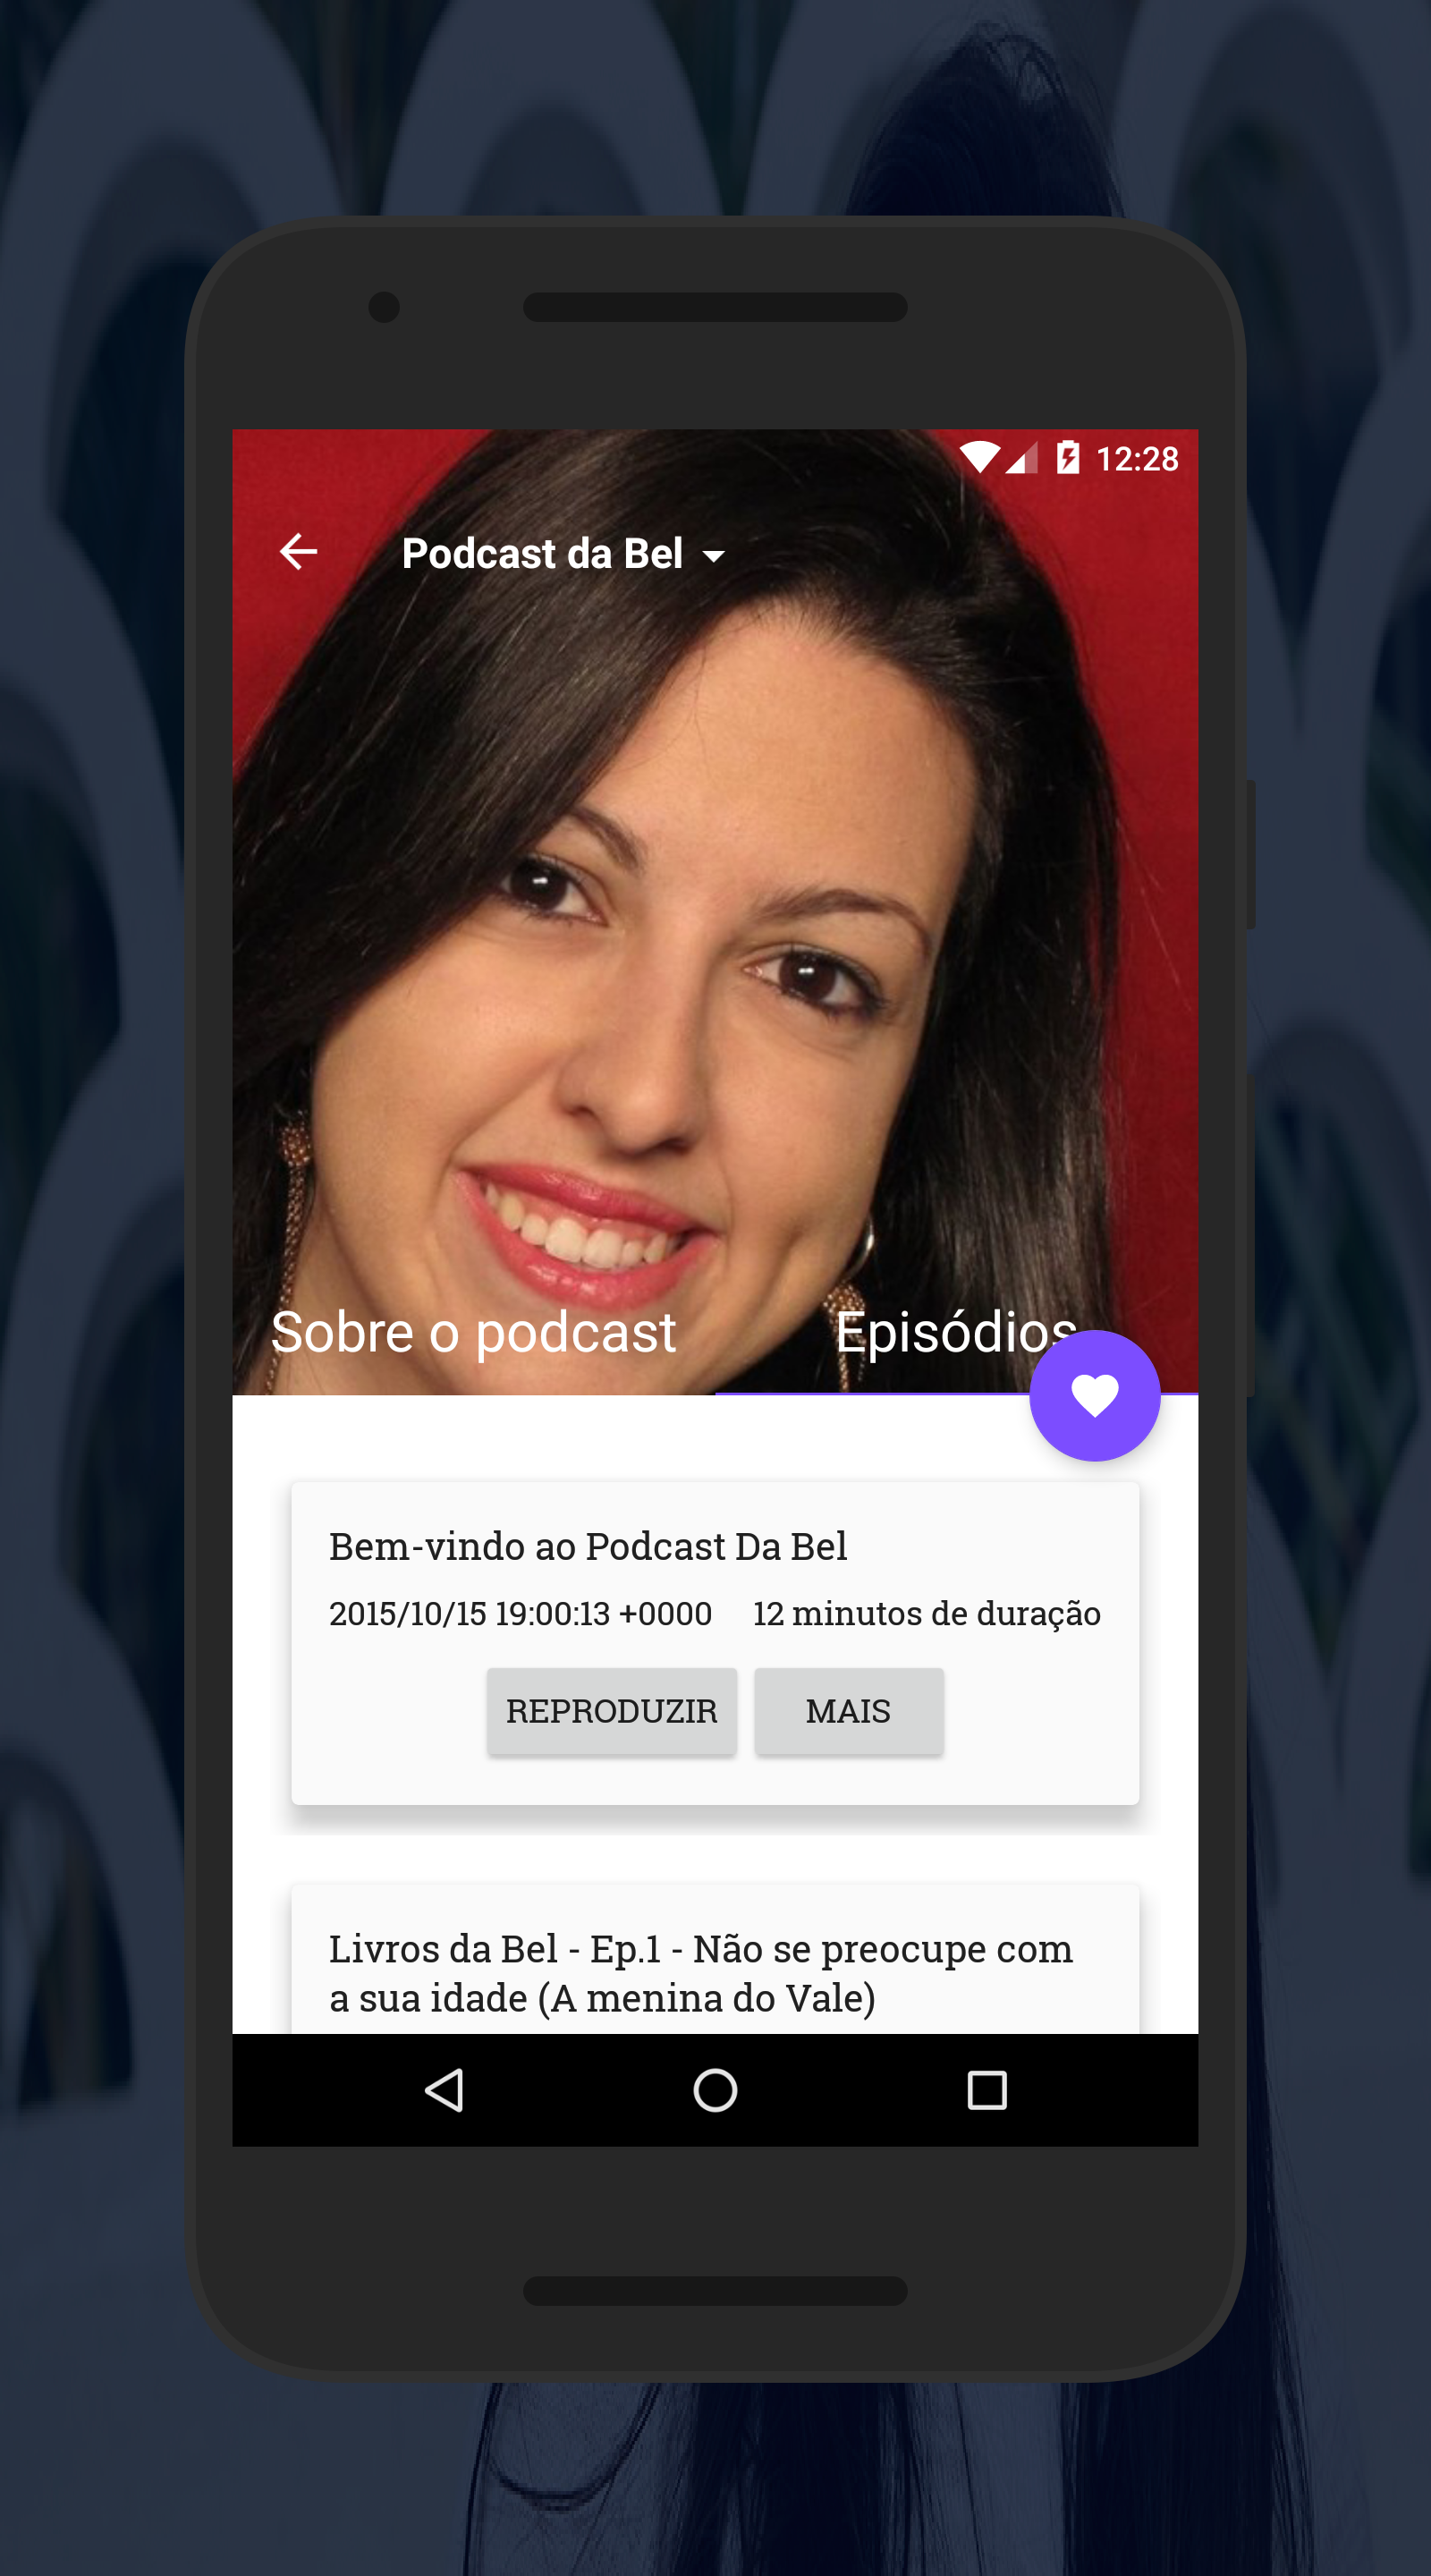 12:28
Podcast da Bel
Sobre o podcast
Episódios
Bem-vindo ao Podcast Da Bel
2015/10/15 19:00:13 +0000 12 minutos de duração
REPRODUZIR MAIS
Livros da Bel - Ep.1 - Não se preocupe com
a sua idade (A menina do Vale)